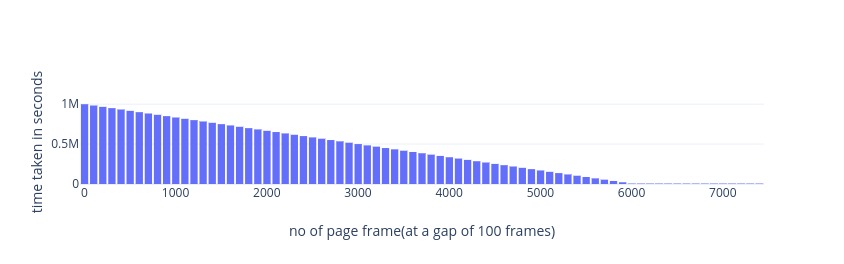 time taken in seconds
1M
0.5M
0
0 1000 2000 3000 4000 5000 6000 7000
no of page frame(at a gap of 100 frames)